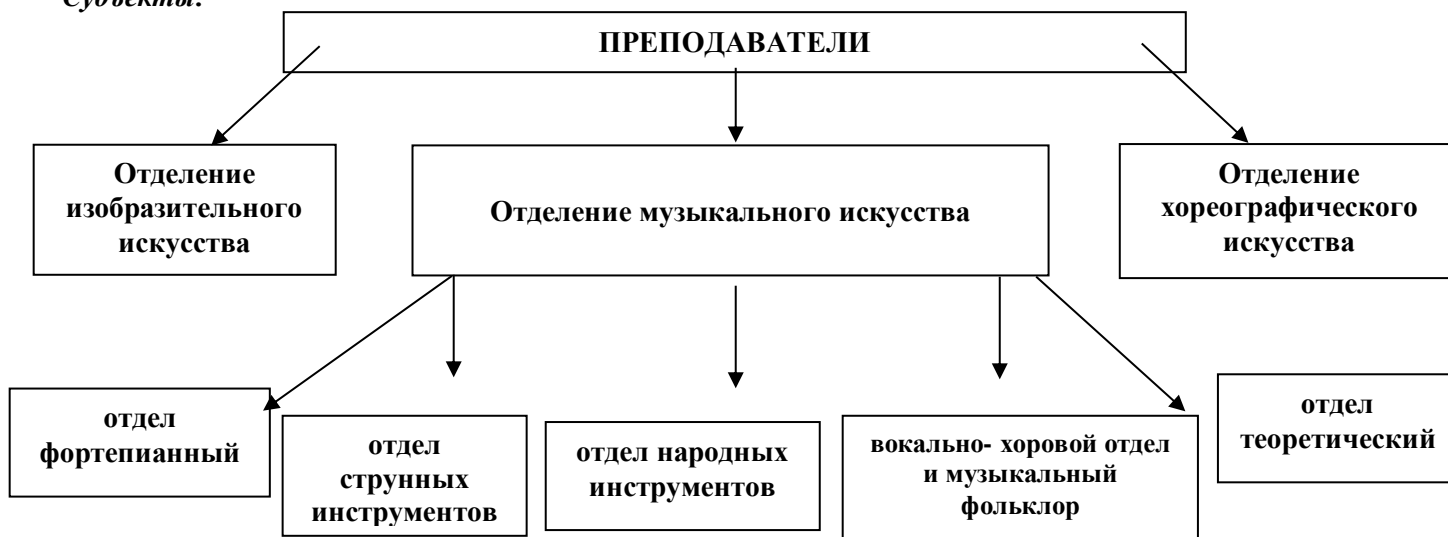 Субъекты:
ПРЕПОДАВАТЕЛИ
Отделение
изобразительного
искусства
Отделение музыкального искусства
Отделение
хореографического
искусства
отдел
фортепианный
отдел
струнных
инструментов
отдел народных
инструментов
вокально- хоровой отдел
и музыкальный
фольклор
отдел
теоретический